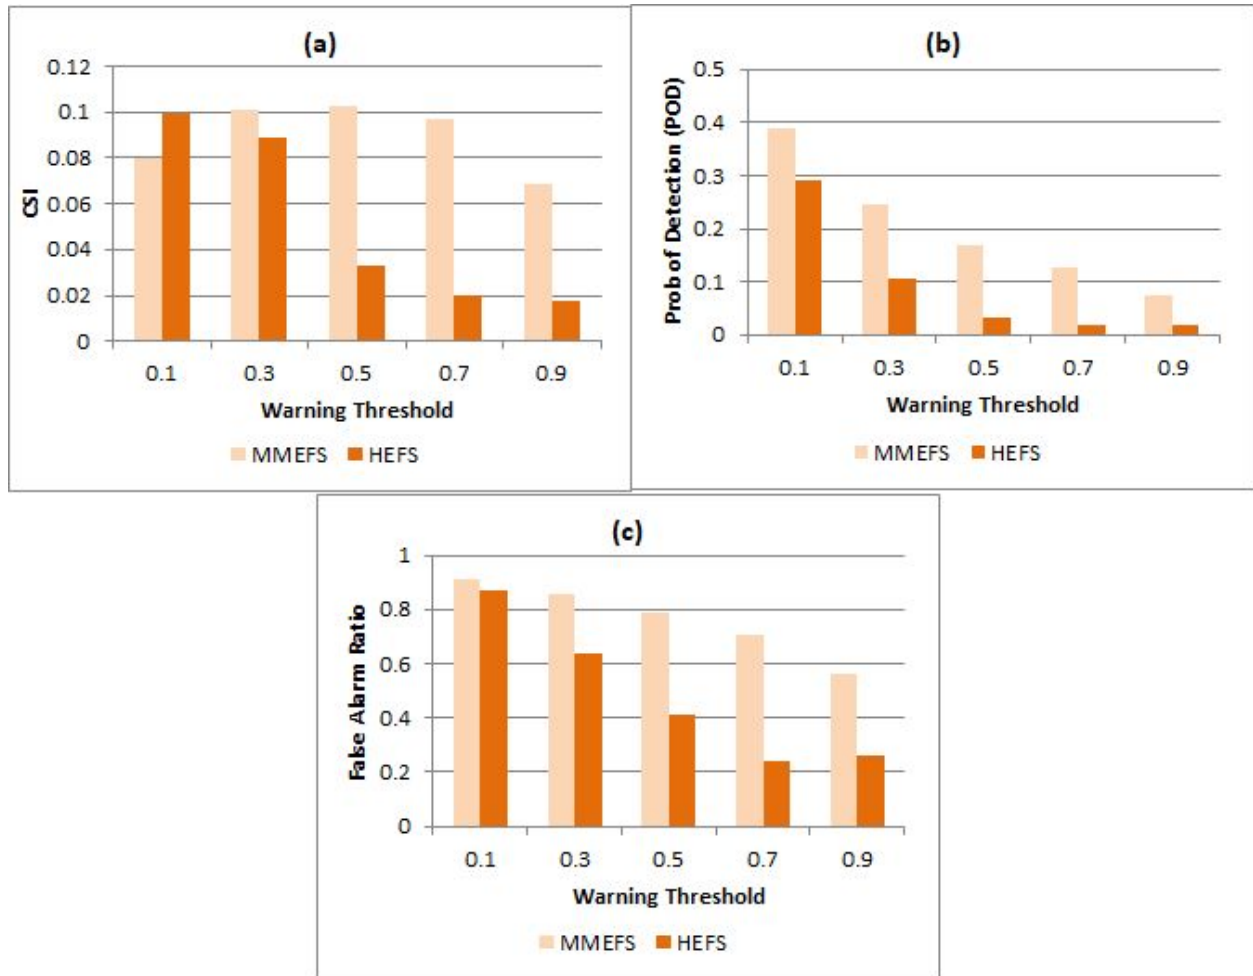 (a)
0.12
0.1
0.08
0.06
0.04
0.02
0
CSI
0.1 0.3 0.5 0.7 0.9
Warning Threshold
MMEFS HEFS
(b)
0.5
0.4
0.3
0.2
0.1
0
Prob of Detection (POD)
0.1 0.3 0.5 0.7 0.9
Warning Threshold
MMEFS HEFS
(c)
1
0.8
0.6
0.4
0.2
0
False Alarm Ratio
0.1 0.3 0.5 0.7 0.9
Warning Threshold
MMEFS HEFS